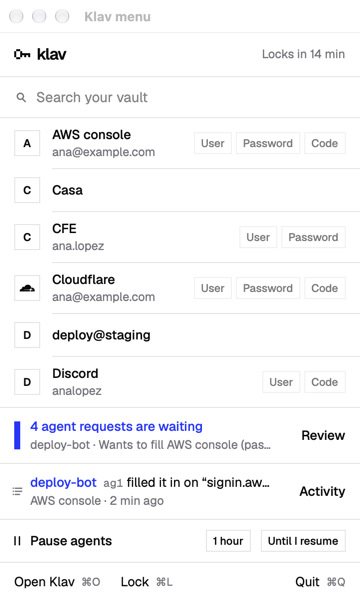 Klav menu
klav Locks in 14 min
Search your vault
A AWS console User Password Code
ana@example.com
C Casa
C CFE User Password
ana.lopez
Cloudflare User Password Code
ana@example.com
D deploy@staging
D Discord User Code
analopez
4 agent requests are waiting Review
deploy-bot · Wants to fill AWS console (pas…
deploy-bot ag1 filled it in on “signin.aw… Activity
AWS console · 2 min ago
Pause agents 1 hour Until I resume
Open Klav ⌘O Lock ⌘L Quit ⌘Q